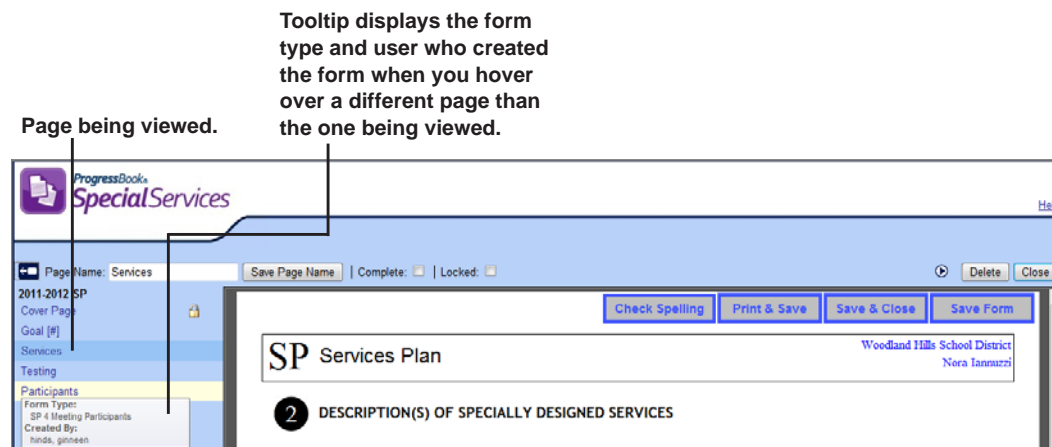 Tooltip displays the form
type and user who created
the form when you hover
over a different page than
the one being viewed.
Page being viewed.
ProgressBook®
SpecialServices
He
Page Name: Services Save Page Name | Complete: | Locked: Delete Close
2011-2012 SP
Cover Page
Goal [#]
Services
Testing
Participants
Form Type:
SP 4 Meeting Participants
Created By:
hinds, ginneen
Check Spelling Print & Save Save & Close Save Form
SP Services Plan
Woodland Hills School District
Nora Iannuzzi
2 DESCRIPTION(S) OF SPECIALLY DESIGNED SERVICES